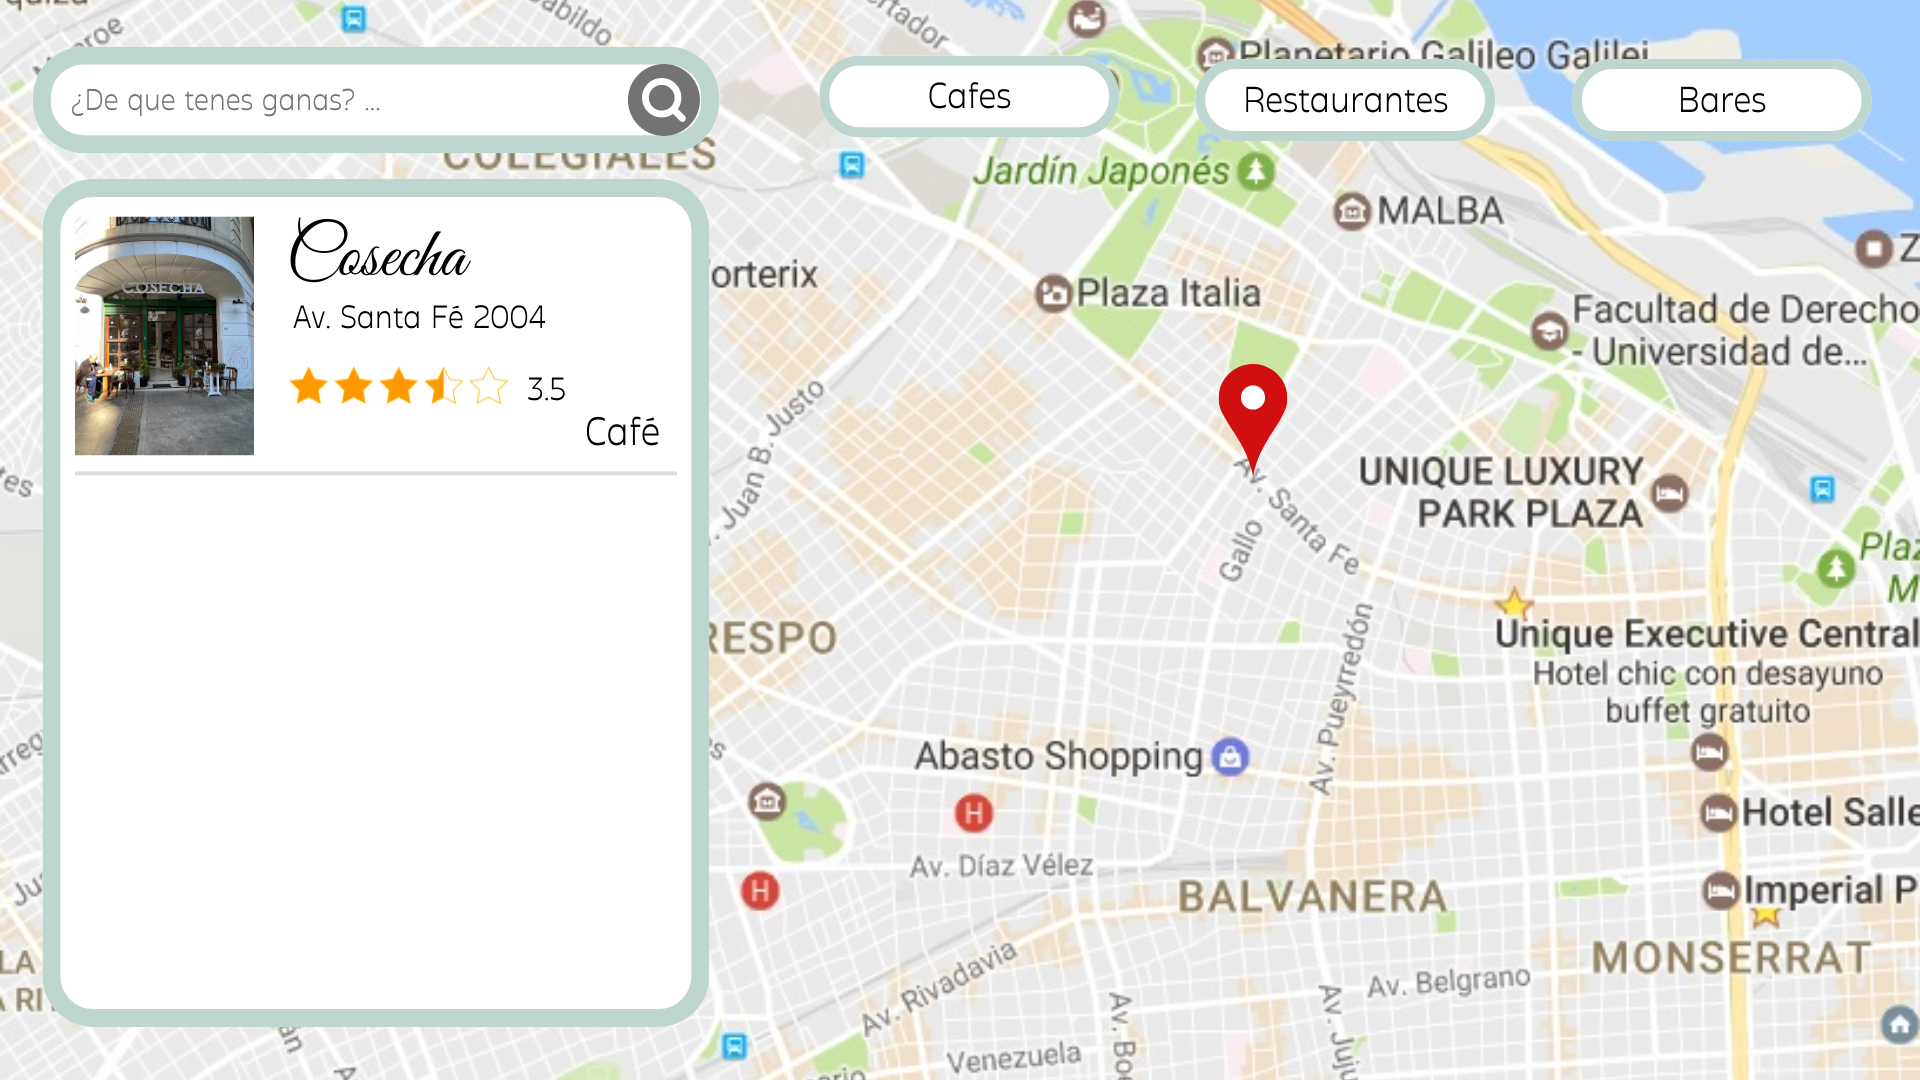 Cabildo
Planetario Galileo Galilei
¿De que tenes ganas? ...
Cafes
Restaurantes
Bares
COLEGIALES
Jardín Japonés
MALBA
Cosecha
COSECHA
Av. Santa Fé 2004
3.5
Café
orterix
Plaza Italia
Facultad de Derecho
- Universidad de...
Juan B. Justo
UNIQUE LUXURY
PARK PLAZA
Av. Santa Fe
Gallo
RESPO
Av. Pueyrredón
Unique Executive Central
Hotel chic con desayuno
buffet gratuito
Abasto Shopping
H
Hotel Salle
Av. Díaz Vélez
H
BALVANERA
Imperial P
MONSERRAT
LA
Av. Rivadavia
Av. Belgrano
Av. Boe
Av. Juju
Venezuela